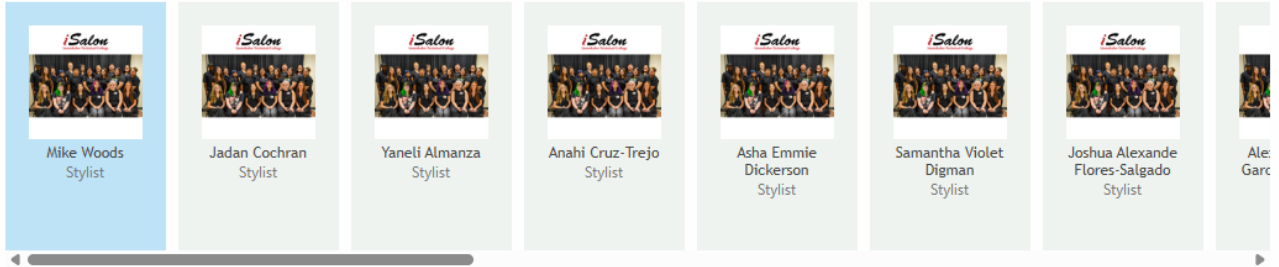 iSalon
iSalon
iSalon
iSalon
iSalon
iSalon
iSalon
Mike Woods
Stylist
Jadan Cochran
Stylist
Yaneli Almanza
Stylist
Anahi Cruz-Trejo
Stylist
Asha Emmie
Dickerson
Stylist
Samantha Violet
Digman
Stylist
Joshua Alexande
Flores-Salgado
Stylist